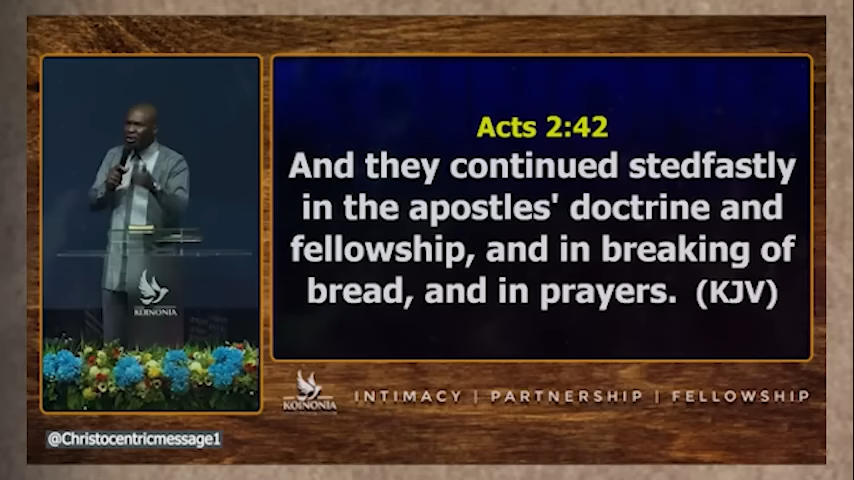 Acts 2:42
And they continued stedfastly
in the apostles' doctrine and
fellowship, and in breaking of
bread, and in prayers. (KJV)
KOINONIA
KOINONIA
INTIMACY | PARTNERSHIP | FELLOWSHIP
@Christocentricmessage1